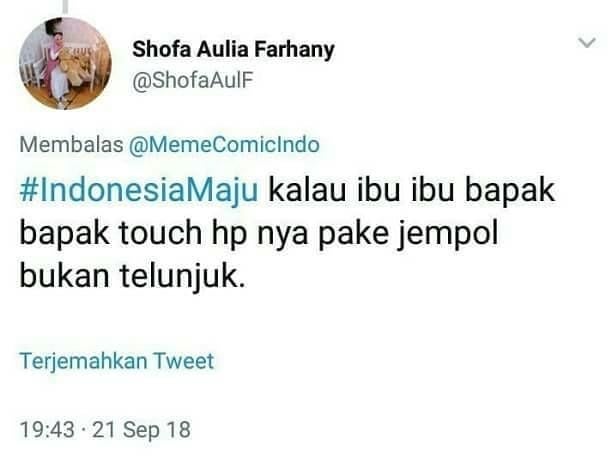 Shofa Aulia Farhany
@ShofaAulF
Membalas @MemeComicIndo
#IndonesiaMaju kalau ibu ibu bapak
bapak touch hp nya pake jempol
bukan telunjuk.
Terjemahkan Tweet
19:43 · 21 Sep 18